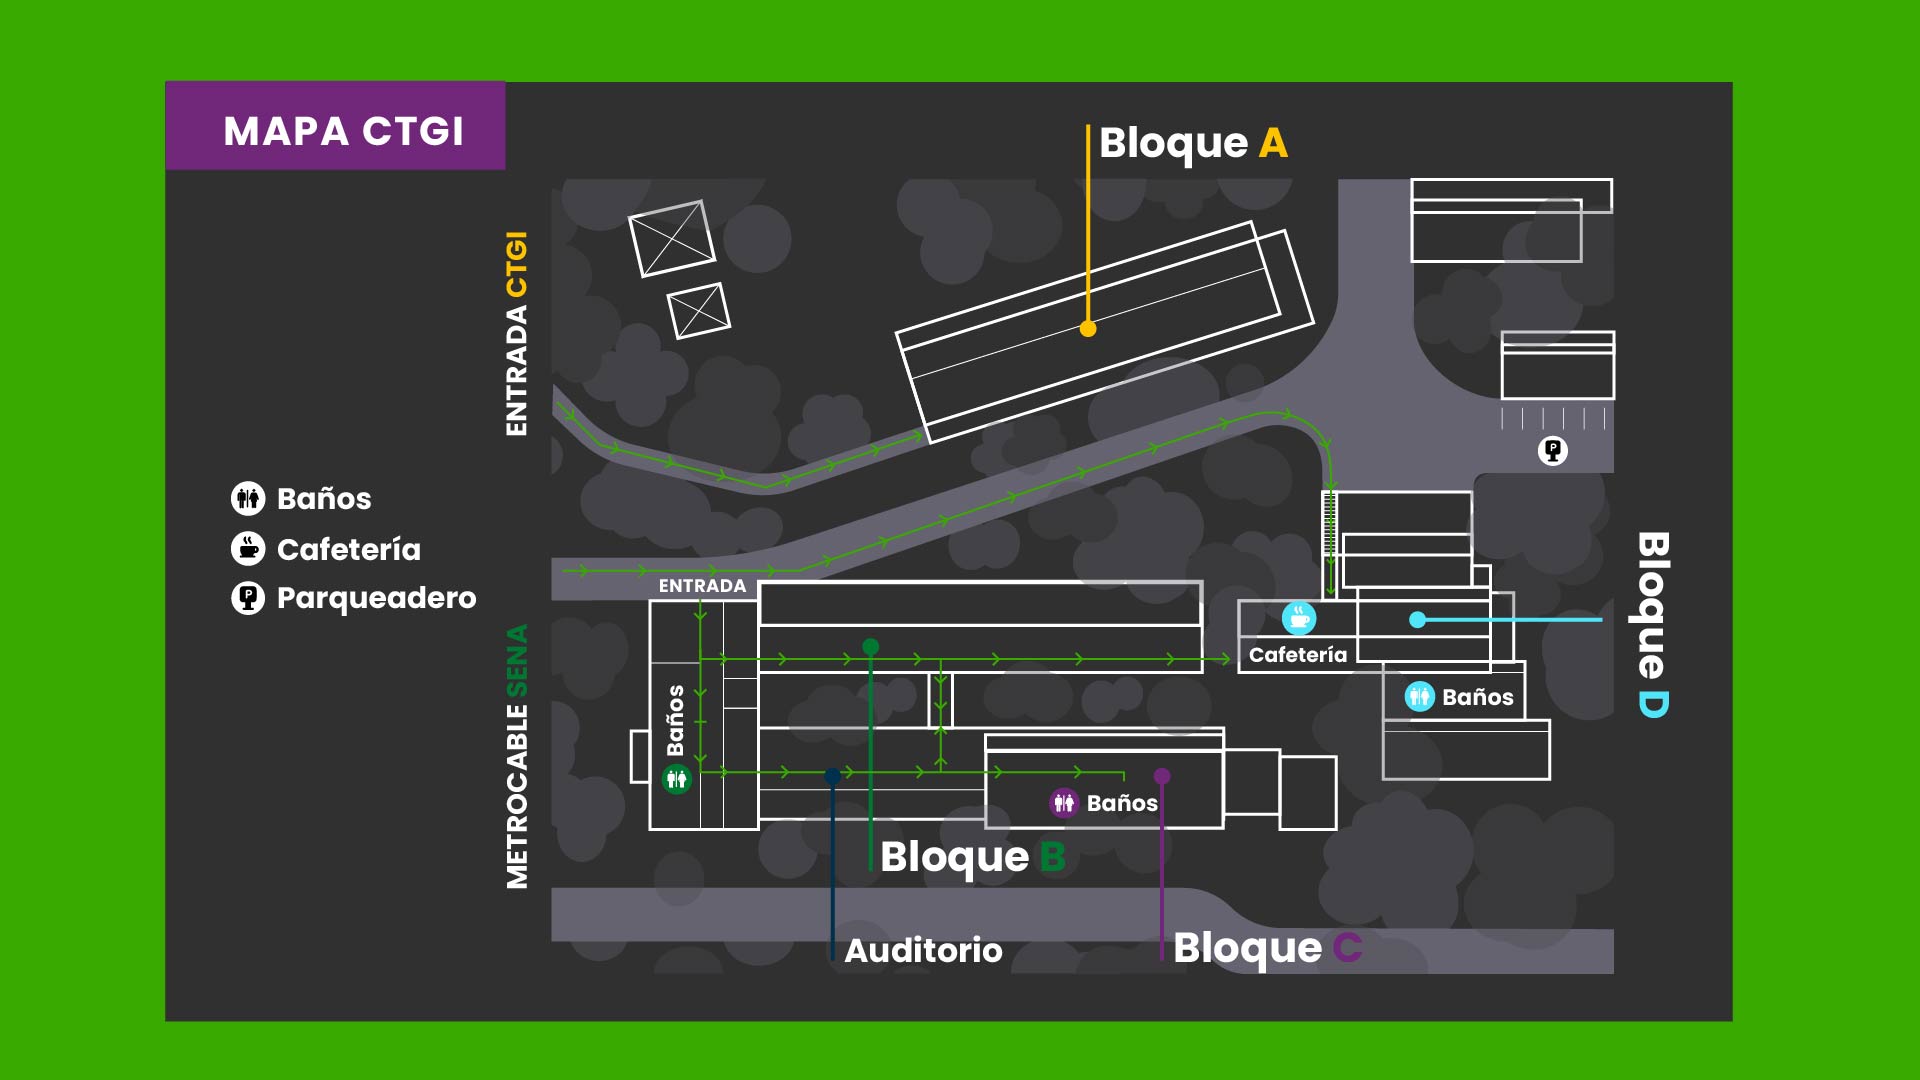 MAPA CTGI
Bloque A
ENTRADA CTGI
Baños
Cafetería
Parqueadero
P
P
ENTRADA
METROCABLE SENA
Baños
Cafetería
Baños
Bloque D
Baños
Bloque B
Auditorio
Bloque C